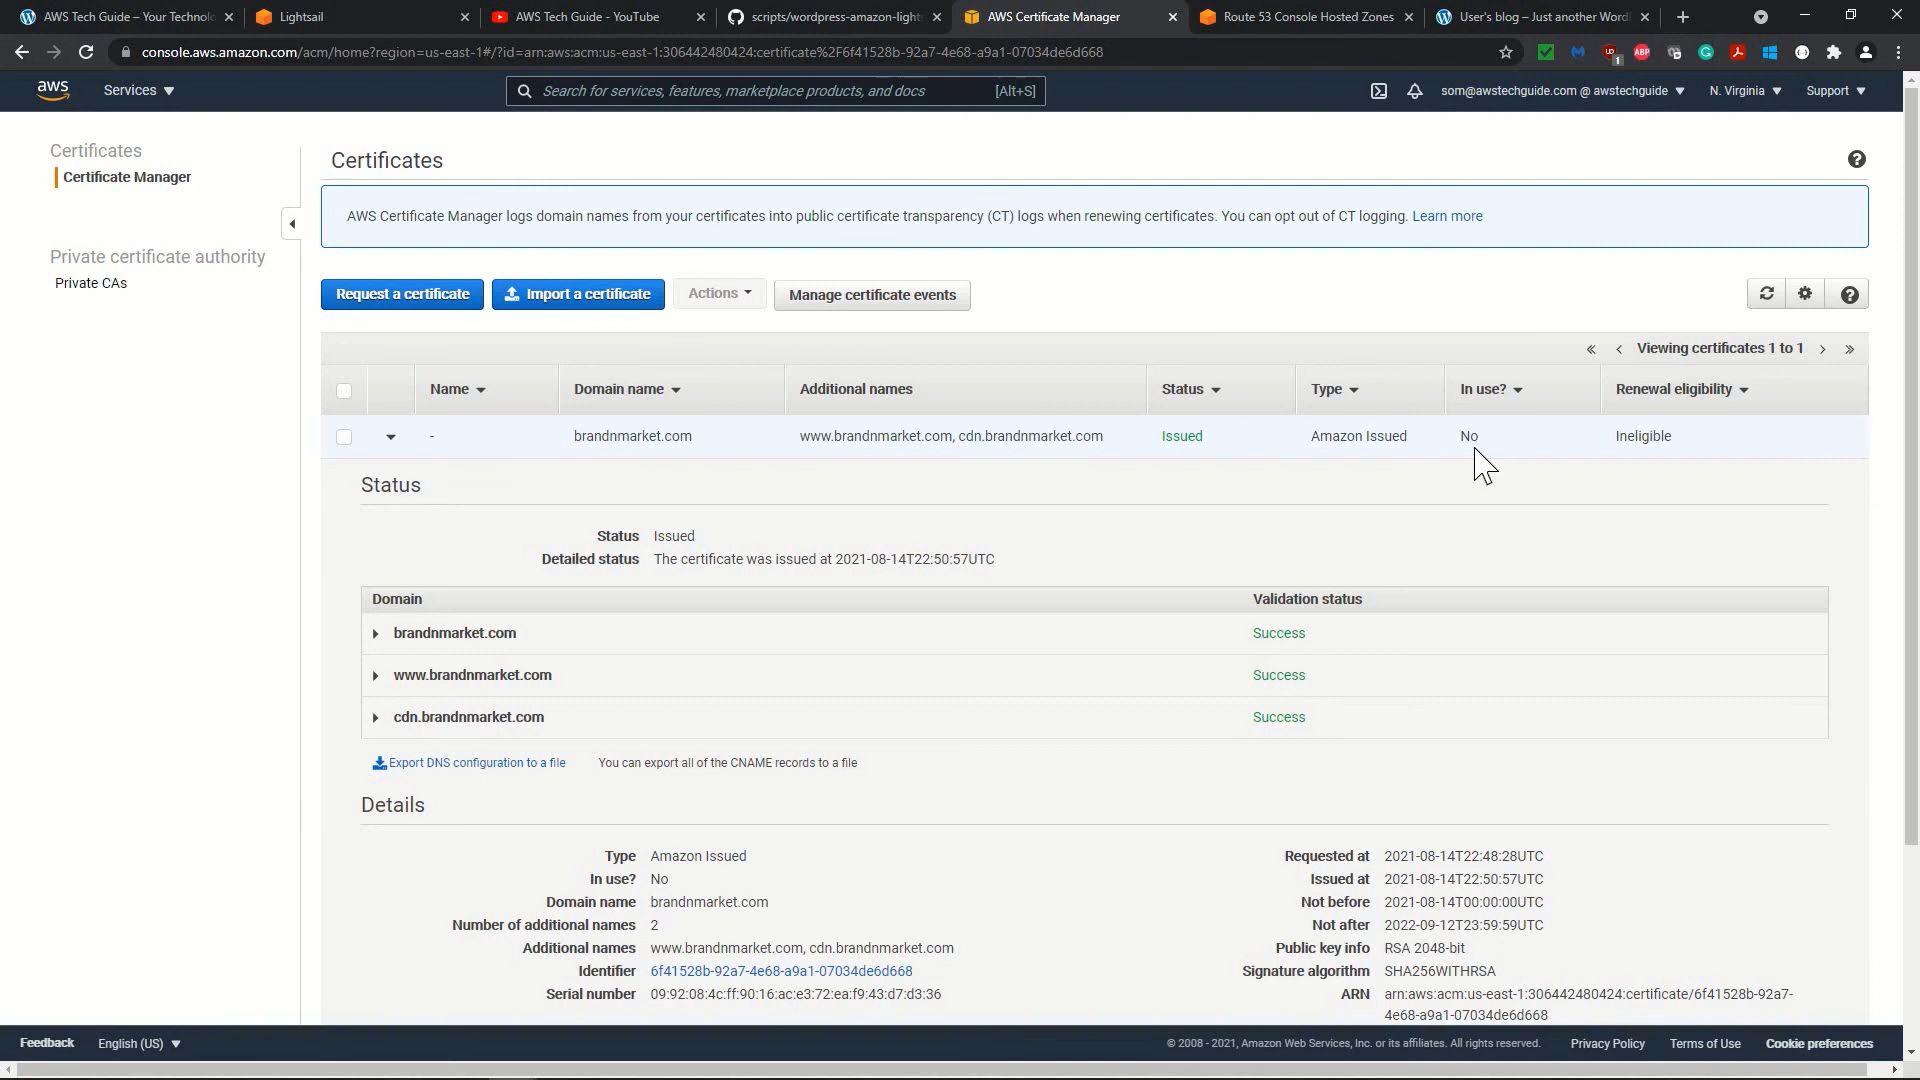 AWS Tech Guide – Your Technolo
Lightsail
AWS Tech Guide - YouTube
scripts/wordpress-amazon-light
AWS Certificate Manager
Route 53 Console Hosted Zones
User's blog – Just another Word
console.aws.amazon.com/acm/home?region=us-east-1#/?id=arn:aws:acm:us-east-1:306442480424:certificate%2F6f41528b-92a7-4e68-a9a1-07034de6d668
ABP
1
aws
Services
Search for services, features, marketplace products, and docs
[Alt+S]
som@awstechguide.com @ awstechguide
N. Virginia
Support
Certificates
Certificate Manager
Private certificate authority
Private CAs
Certificates
AWS Certificate Manager logs domain names from your certificates into public certificate transparency (CT) logs when renewing certificates. You can opt out of CT logging. Learn more
Request a certificate
Import a certificate
Actions
Manage certificate events
« ‹ Viewing certificates 1 to 1 › »
Name Domain name Additional names Status Type In use? Renewal eligibility
- brandnmarket.com www.brandnmarket.com, cdn.brandnmarket.com Issued Amazon Issued No Ineligible
Status
Status Issued
Detailed status The certificate was issued at 2021-08-14T22:50:57UTC
Domain Validation status
brandnmarket.com Success
www.brandnmarket.com Success
cdn.brandnmarket.com Success
Export DNS configuration to a file You can export all of the CNAME records to a file
Details
Type Amazon Issued
In use? No
Domain name brandnmarket.com
Number of additional names 2
Additional names www.brandnmarket.com, cdn.brandnmarket.com
Identifier 6f41528b-92a7-4e68-a9a1-07034de6d668
Serial number 09:92:08:4c:ff:90:16:ac:e3:72:ea:f9:43:d7:d3:36
Requested at 2021-08-14T22:48:28UTC
Issued at 2021-08-14T22:50:57UTC
Not before 2021-08-14T00:00:00UTC
Not after 2022-09-12T23:59:59UTC
Public key info RSA 2048-bit
Signature algorithm SHA256WITHRSA
ARN arn:aws:acm:us-east-1:306442480424:certificate/6f41528b-92a7-
4e68-a9a1-07034de6d668
Feedback
English (US)
© 2008 - 2021, Amazon Web Services, Inc. or its affiliates. All rights reserved.
Privacy Policy
Terms of Use
Cookie preferences